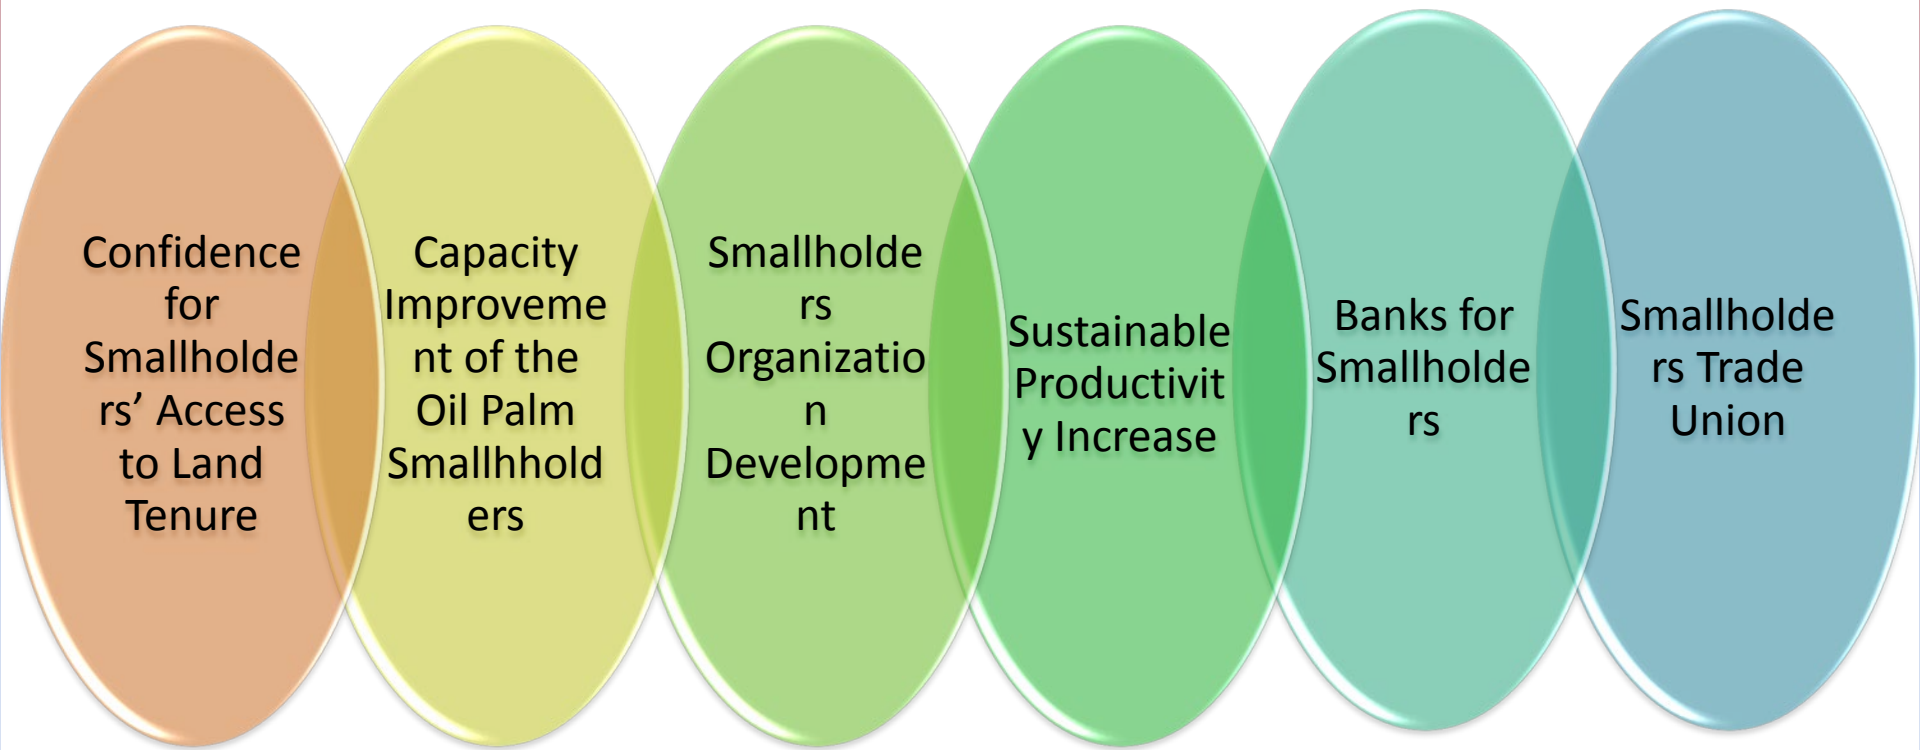 Confidence
for
Smallholde
rs’ Access
to Land
Tenure
Capacity
Improveme
nt of the
Oil Palm
Smallhhold
ers
Smallholde
rs
Organizatio
n
Developme
nt
Sustainable
Productivit
y Increase
Banks for
Smallholde
rs
Smallholde
rs Trade
Union